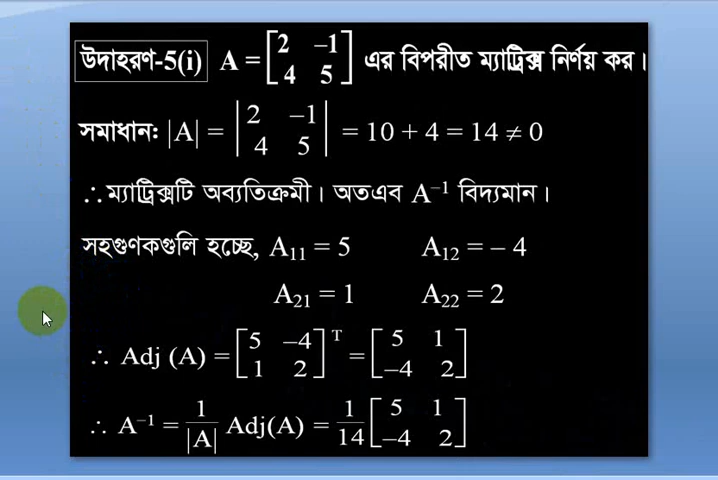 উদাহরণ-5(i) A = [2 −1; 4 5] এর বিপরীত ম্যাট্রিক্স নির্ণয় কর।
সমাধানঃ |A| = |2 −1; 4 5| = 10 + 4 = 14 ≠ 0
∴ ম্যাট্রিক্সটি অব্যতিক্রমী। অতএব A⁻¹ বিদ্যমান।
সহগুণকগুলি হচ্ছে, A₁₁ = 5 A₁₂ = – 4
A₂₁ = 1 A₂₂ = 2
∴ Adj (A) = [5 −4; 1 2]ᵀ = [5 1; −4 2]
∴ A⁻¹ = 1/|A| Adj(A) = 1/14 [5 1; −4 2]